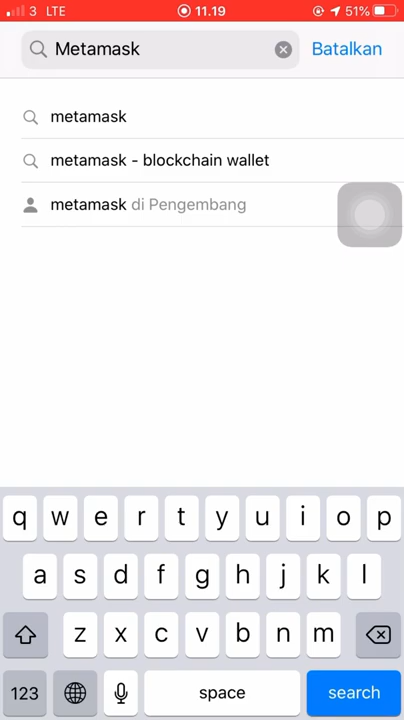 3 LTE 11.19 51%
Metamask Batalkan
metamask
metamask - blockchain wallet
metamask di Pengembang
q w e r t y u i o p
a s d f g h j k l
z x c v b n m
123 space search